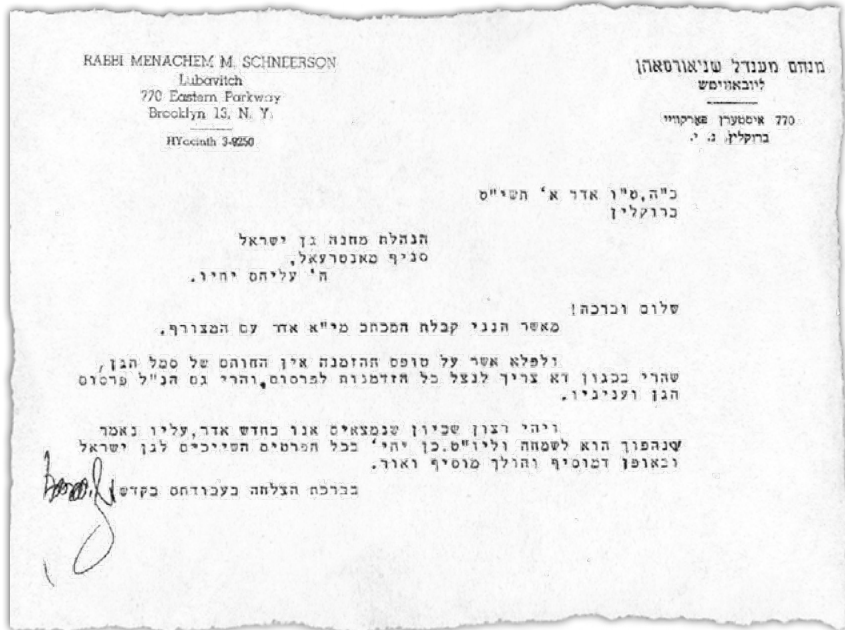 RABBI MENACHEM M. SCHNEERSON
Lubavitch
770 Eastern Parkway
Brooklyn 13, N. Y.
HYacinth 3-9250
מנחם מענדל שניאורסאהן
ליובאוויטש
770 איסטערן פארקוויי
ברוקלין, נ. י.
ב"ה, ט"ו אדר א' תשי"ט
ברוקלין
הנהלת מחנה גן ישראל
סניף מאנטרעאל,
ה' עליהם יחיו.
שלום וברכה!
מאשר הנני קבלת המכתב מי"א אדר עם המצורף.
ולפלא אשר על טופס ההזמנה אין החותם של סמל הגן,
שהרי בכגון דא צריך לנצל כל הזדמנות לפרסום, והרי גם הנ"ל פרסום
הגן ועניניו.
ויהי רצון שכיון שנמצאים אנו בחדש אדר, עליו נאמר
שנהפוך הוא לשמחה וליו"ט. כן יהי' בכל הפרטים השייכים לגן ישראל
ובאופן דמוסיף והולך מוסיף ואור.
בברכת הצלחה בעבודתם בקדש